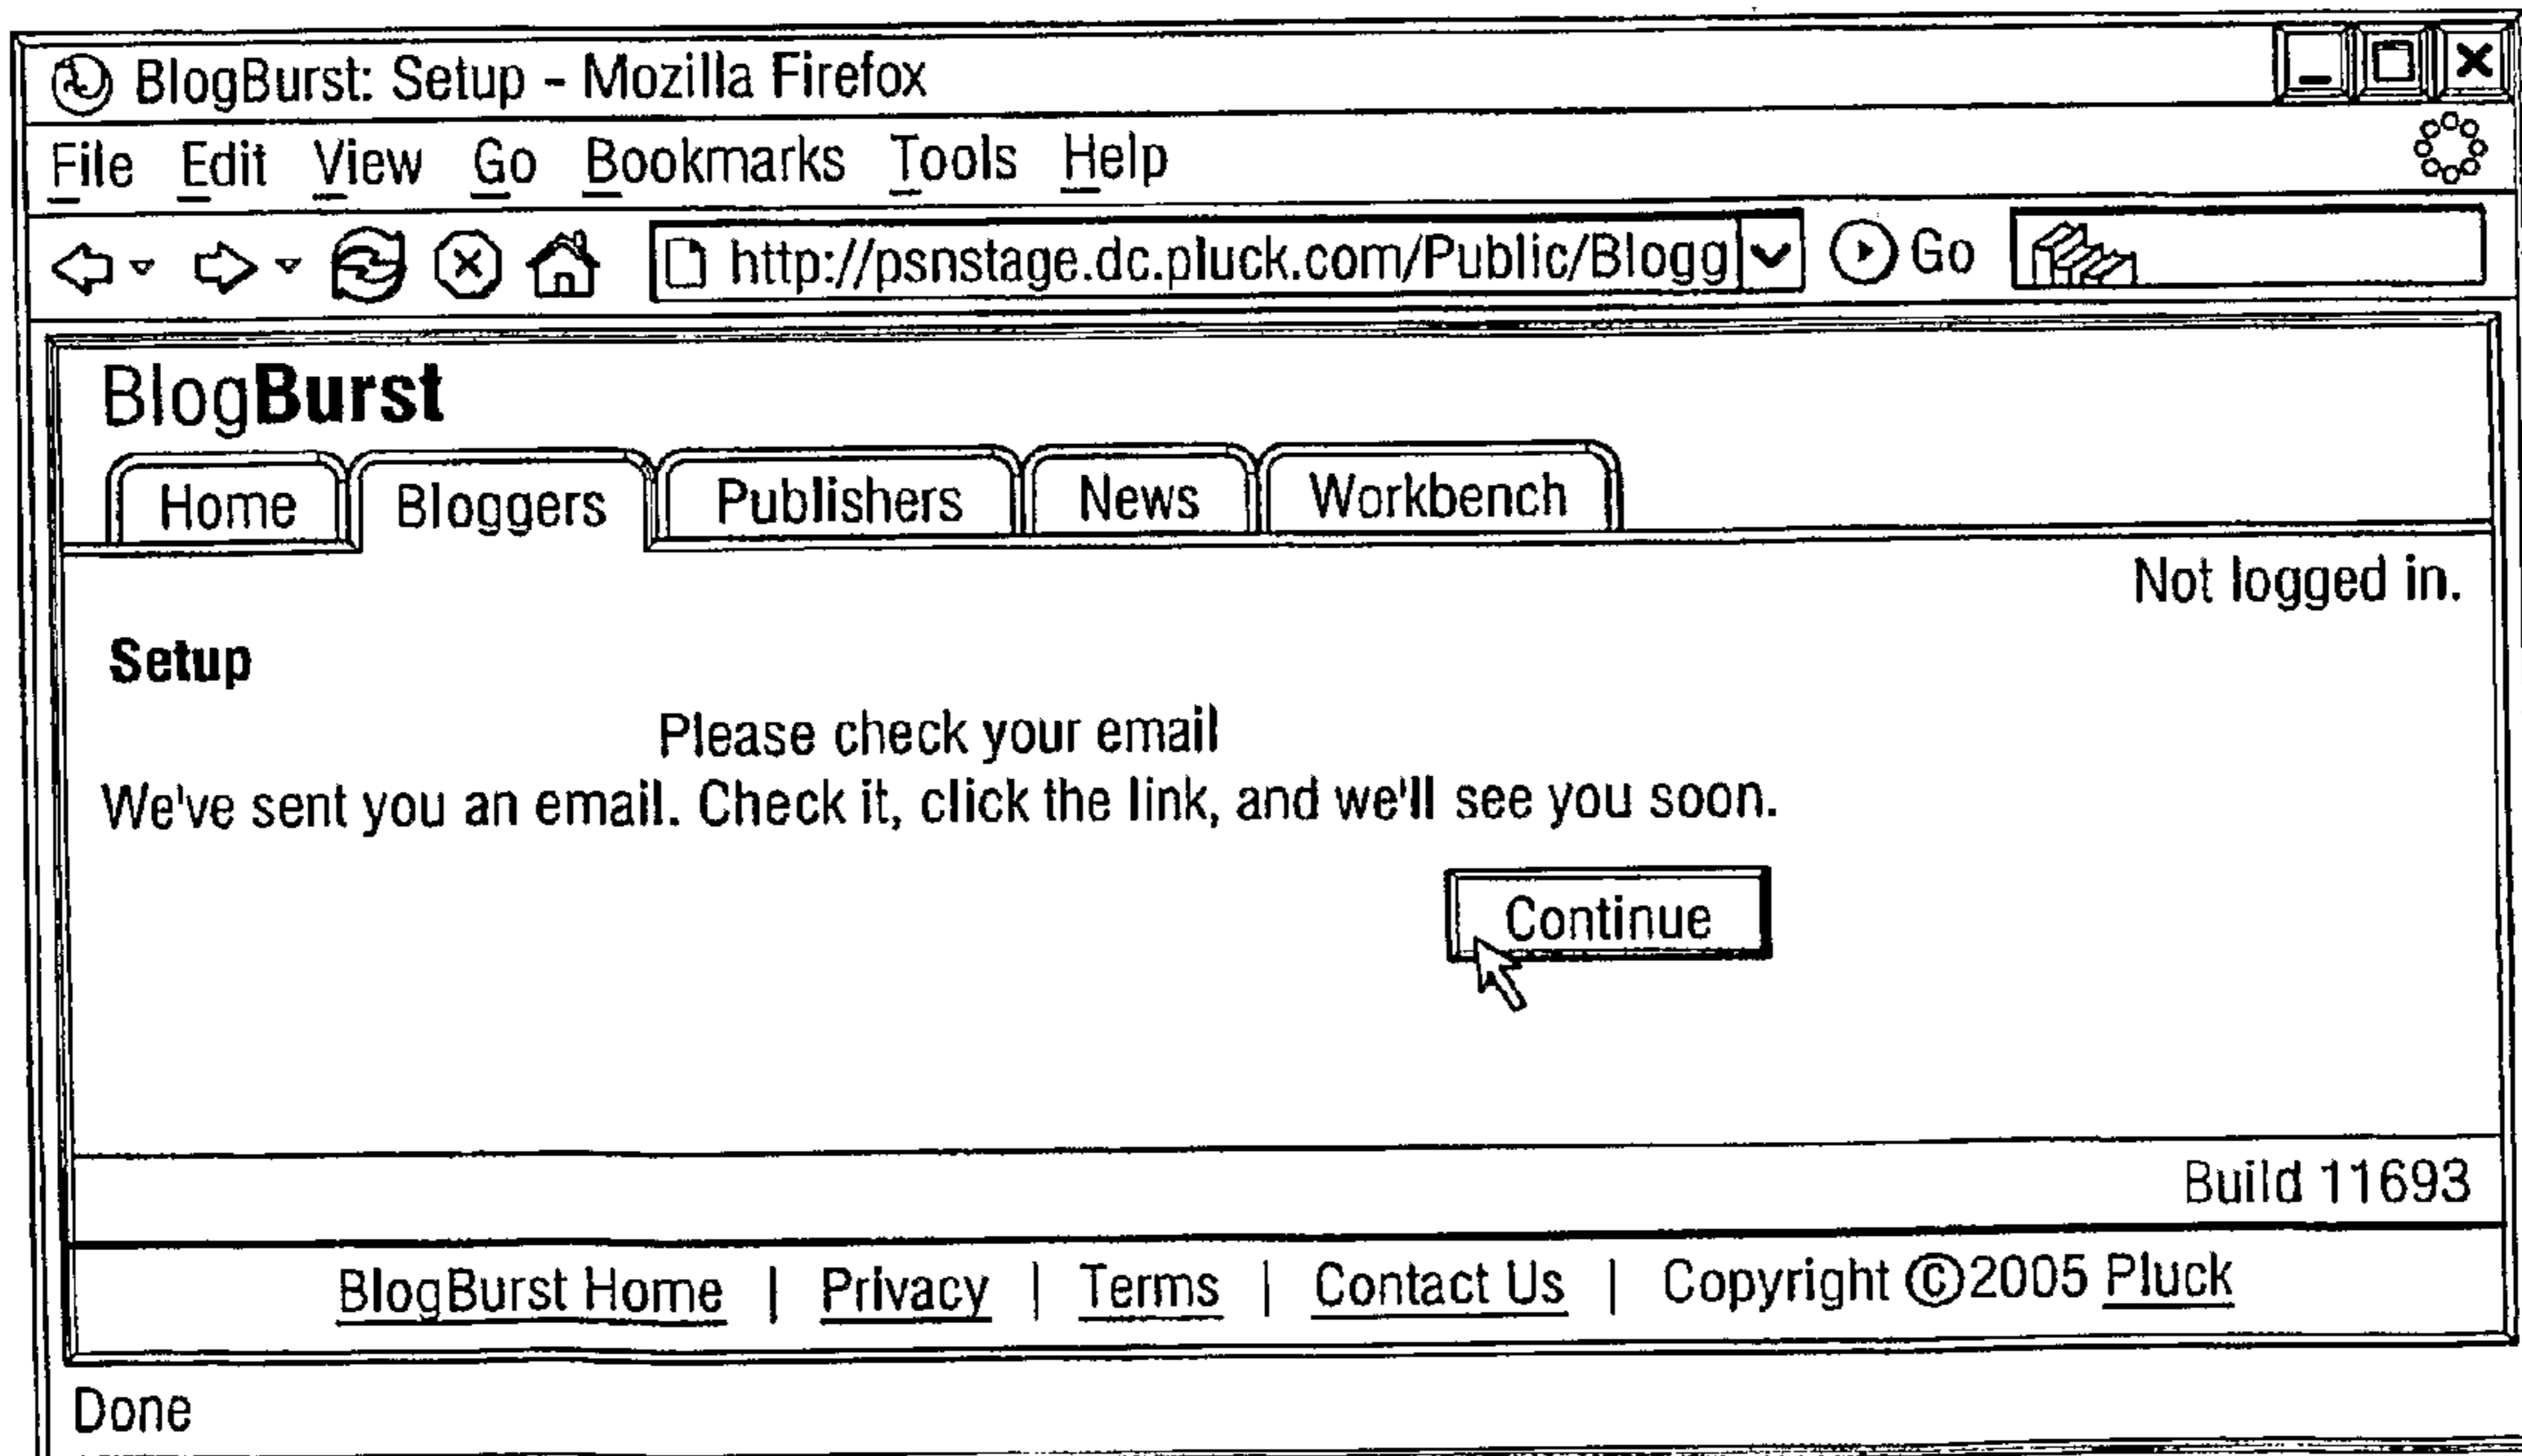 BlogBurst: Setup - Mozilla Firefox
File Edit View Go Bookmarks Tools Help
http://psnstage.dc.pluck.com/Public/Blogg Go
BlogBurst
Home Bloggers Publishers News Workbench
Not logged in.
Setup
Please check your email
We've sent you an email. Check it, click the link, and we'll see you soon.
Continue
Build 11693
BlogBurst Home | Privacy | Terms | Contact Us | Copyright ©2005 Pluck
Done